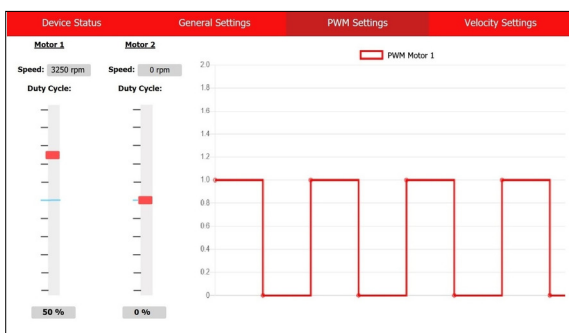 Device Status General Settings PWM Settings Velocity Settings
Motor 1 Motor 2
Speed: 3250 rpm Speed: 0 rpm
Duty Cycle: Duty Cycle:
50 % 0 %
PWM Motor 1
2.0
1.8
1.6
1.4
1.2
1.0
0.8
0.6
0.4
0.2
0